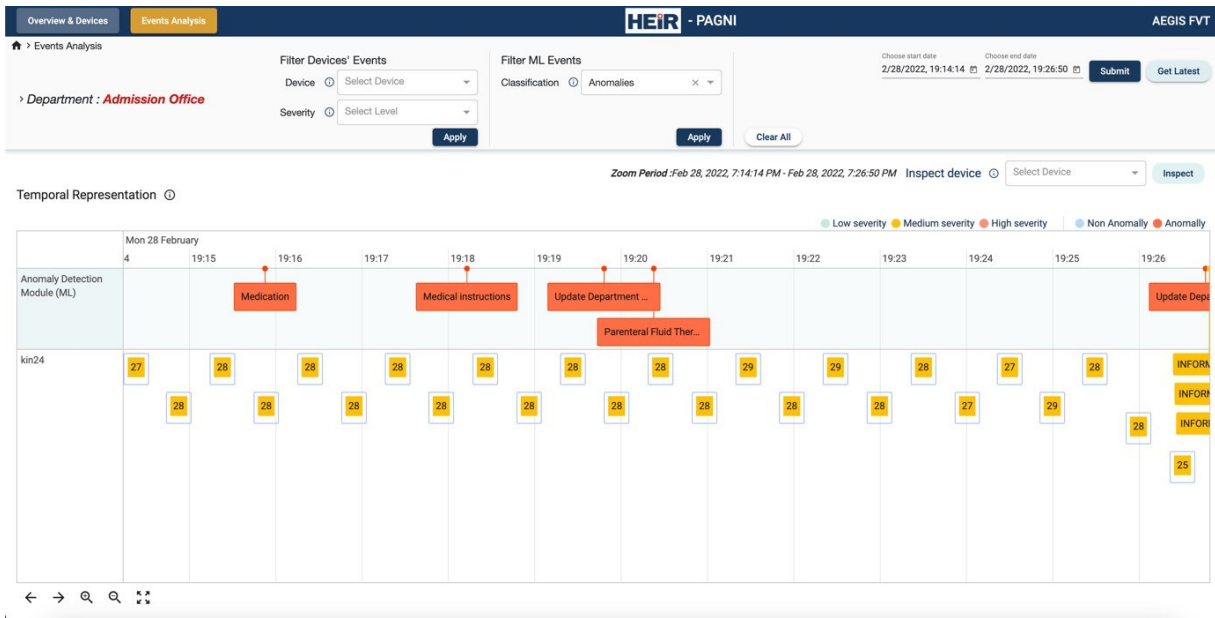 Overview & Devices Events Analysis HEiR - PAGNI AEGIS FVT
> Events Analysis
Filter Devices' Events Filter ML Events
Choose start date Choose end date
Device Select Device Classification Anomalies 2/28/2022, 19:14:14 2/28/2022, 19:26:50 Submit Get Latest
> Department : Admission Office
Severity Select Level
Apply Apply Clear All
Zoom Period :Feb 28, 2022, 7:14:14 PM - Feb 28, 2022, 7:26:50 PM Inspect device Select Device Inspect
Temporal Representation
Low severity Medium severity High severity Non Anomally Anomally
Mon 28 February
4 19:15 19:16 19:17 19:18 19:19 19:20 19:21 19:22 19:23 19:24 19:25 19:26
Anomaly Detection
Module (ML)
Medication Medical instructions Update Department ... Update Depa
Parenteral Fluid Ther...
kin24
27 28 28 28 28 28 28 29 29 28 27 28 INFORM
28 28 28 28 28 28 28 28 28 27 29 INFORM
28 INFORI
25